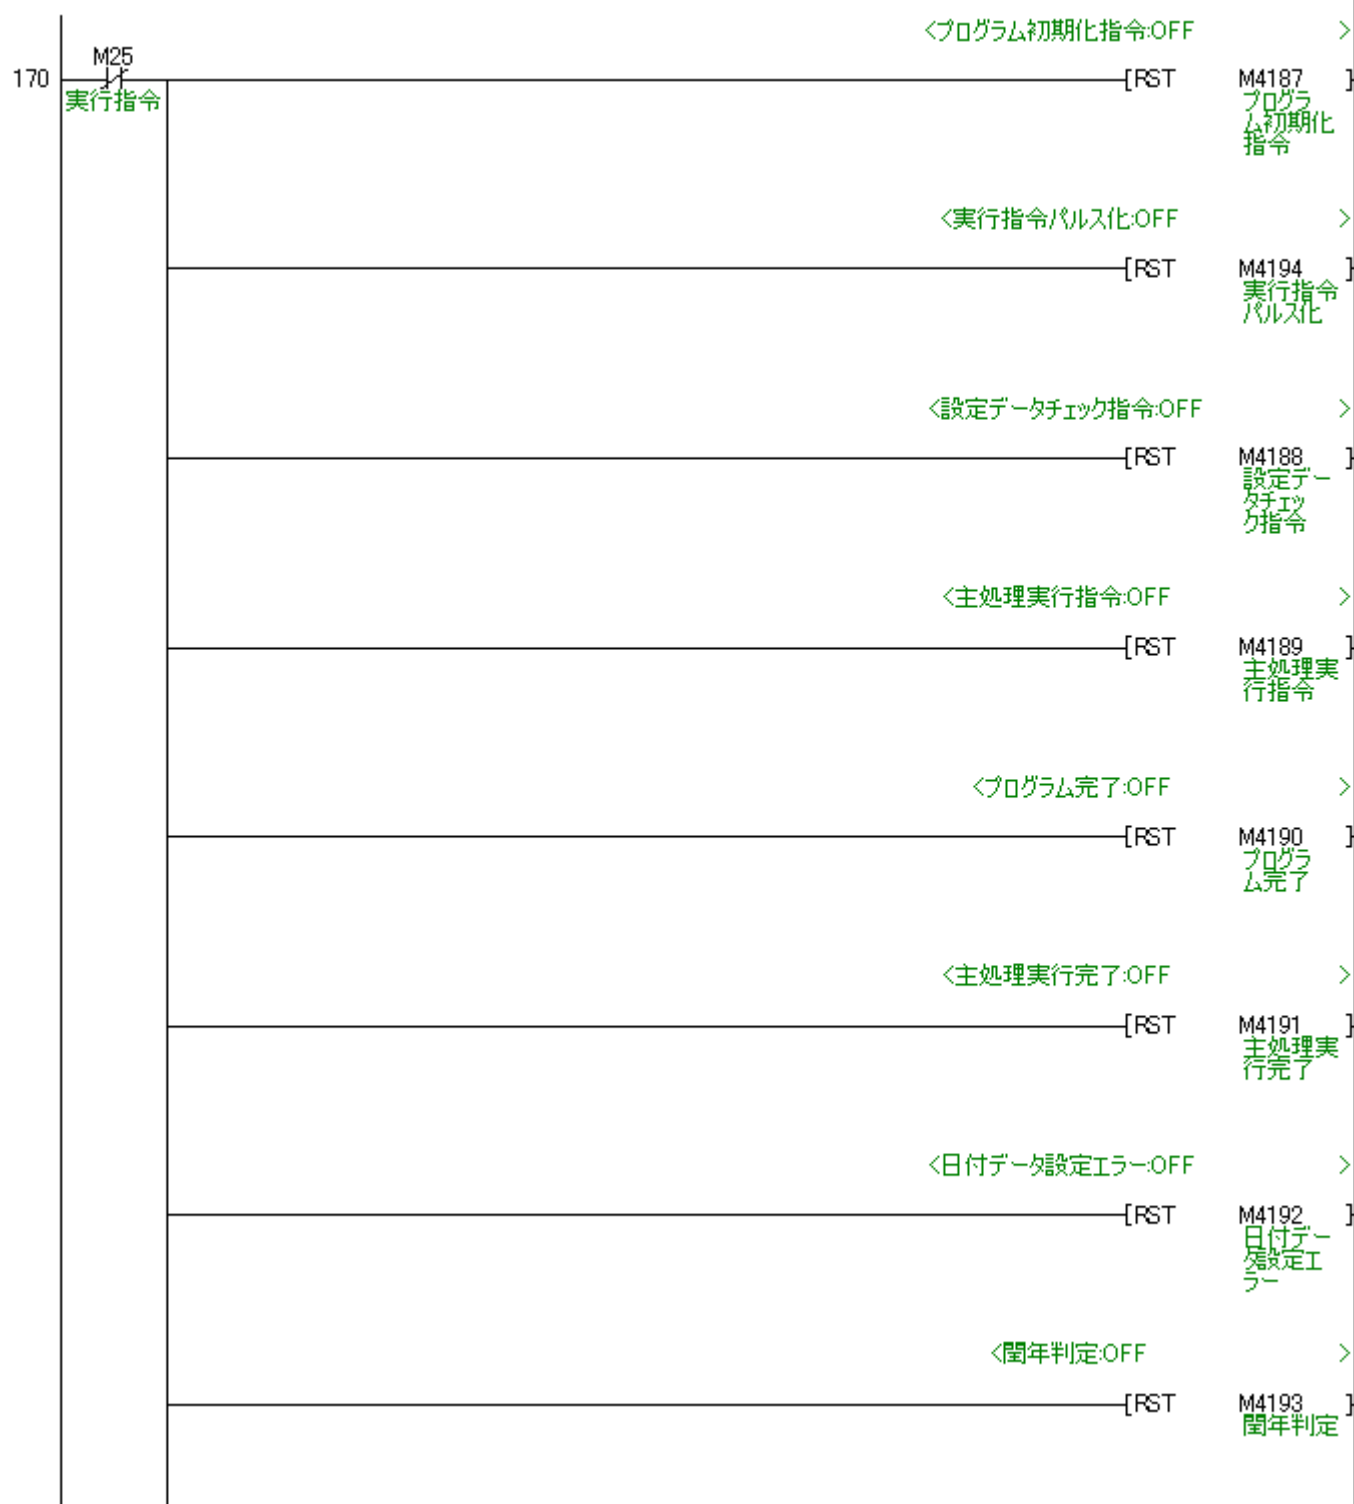 <プログラム初期化指令:OFF >
M25
170 [RST M4187 ]
実行指令
プログラ
ム初期化
指令
<実行指令パルス化:OFF >
[RST M4194 ]
実行指令
パルス化
<設定データチェック指令:OFF >
[RST M4188 ]
設定デー
タチェッ
ク指令
<主処理実行指令:OFF >
[RST M4189 ]
主処理実
行指令
<プログラム完了:OFF >
[RST M4190 ]
プログラ
ム完了
<主処理実行完了:OFF >
[RST M4191 ]
主処理実
行完了
<日付データ設定エラー:OFF >
[RST M4192 ]
日付デー
タ設定エ
ラー
<閏年判定:OFF >
[RST M4193 ]
閏年判定